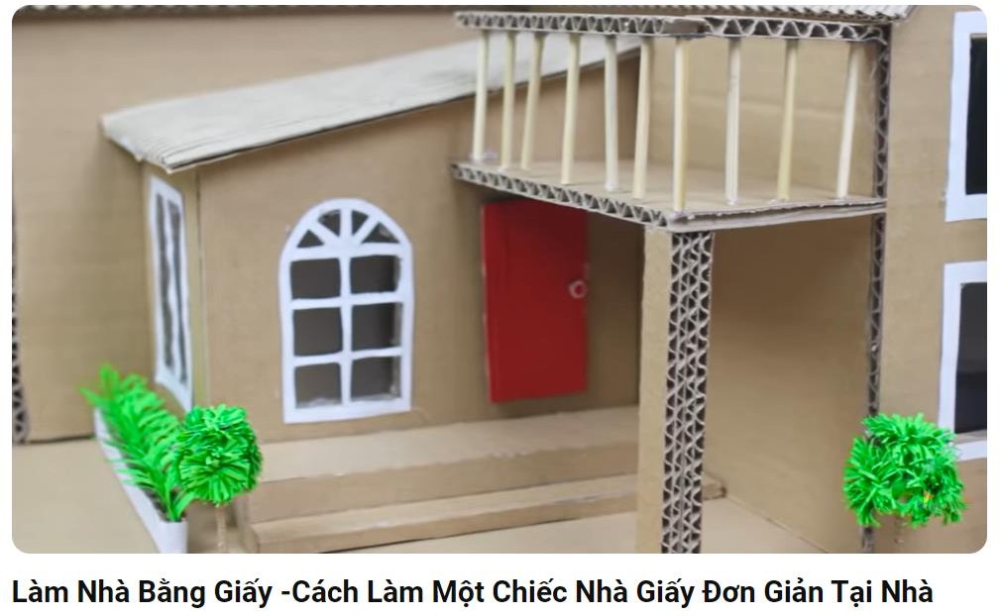 Làm Nhà Bằng Giấy -Cách Làm Một Chiếc Nhà Giấy Đơn Giản Tại Nhà